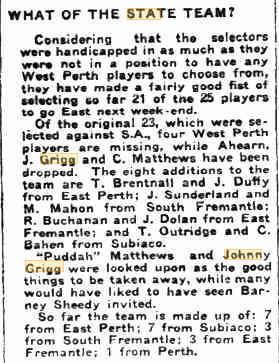 WHAT OF THE STATE TEAM?
Considering that the selectors
were handicapped in as much as they
were not in a position to have any
West Perth players to choose from,
they have made a fairly good fist of
selecting so far 21 of the 25 players
to go East next week-end.
Of the original 23, which were se-
lected against S.A., four West Perth
players are missing, while Ahearn,
J. Grigg and C. Matthews have been
dropped. The eight additions to the
team are T. Brentnall and J. Duffy
from East Perth; J. Sunderland and
M. Mahon from South Fremantle;
R. Buchanan and J. Dolan from East
Fremantle; and T. Outridge and C.
Bahen from Subiaco.
"Puddah" Matthews and Johnny
Grigg were looked upon as the good
things to be taken away, while many
would have liked to have seen Bar-
ney Sheedy invited.
So far the team is made up of: 7
from East Perth; 7 from Subiaco; 3
from South Fremantle; 3 from East
Fremantle; 1 from Perth.